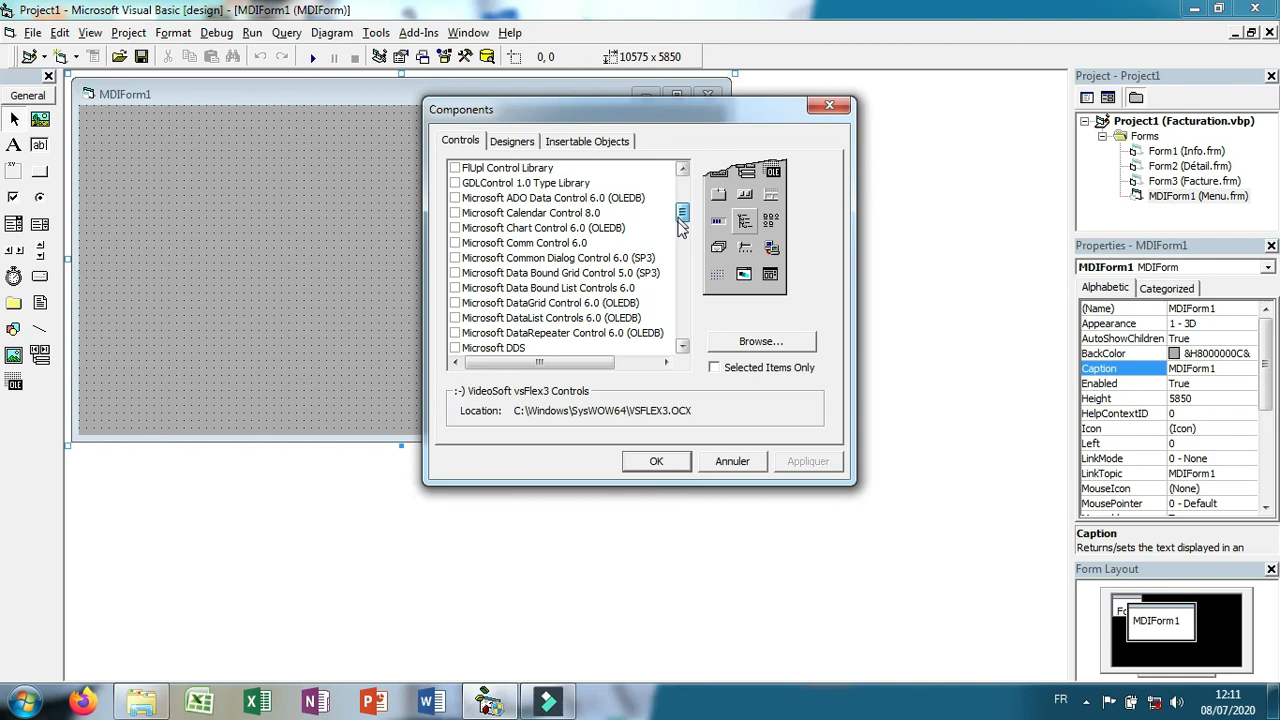 Project1 - Microsoft Visual Basic [design] - [MDIForm1 (MDIForm)]
File Edit View Project Format Debug Run Query Diagram Tools Add-Ins Window Help
0, 0 10575 x 5850
General
MDIForm1
Components
Controls Designers Insertable Objects
FlUpl Control Library
GDLControl 1.0 Type Library
Microsoft ADO Data Control 6.0 (OLEDB)
Microsoft Calendar Control 8.0
Microsoft Chart Control 6.0 (OLEDB)
Microsoft Comm Control 6.0
Microsoft Common Dialog Control 6.0 (SP3)
Microsoft Data Bound Grid Control 5.0 (SP3)
Microsoft Data Bound List Controls 6.0
Microsoft DataGrid Control 6.0 (OLEDB)
Microsoft DataList Controls 6.0 (OLEDB)
Microsoft DataRepeater Control 6.0 (OLEDB)
Microsoft DDS
OLE
OLE
Browse...
Selected Items Only
:-) VideoSoft vsFlex3 Controls
Location: C:\Windows\SysWOW64\VSFLEX3.OCX
OK Annuler Appliquer
Project - Project1
Project1 (Facturation.vbp)
Forms
Form1 (Info.frm)
Form2 (Détail.frm)
Form3 (Facture.frm)
MDIForm1 (Menu.frm)
Properties - MDIForm1
MDIForm1 MDIForm
Alphabetic Categorized
(Name) MDIForm1
Appearance 1 - 3D
AutoShowChildren True
BackColor &H8000000C&
Caption MDIForm1
Enabled True
Height 5850
HelpContextID 0
Icon (Icon)
Left 0
LinkMode 0 - None
LinkTopic MDIForm1
MouseIcon (None)
MousePointer 0 - Default
Caption
Returns/sets the text displayed in an
Form Layout
MDIForm1
FR
12:11
08/07/2020